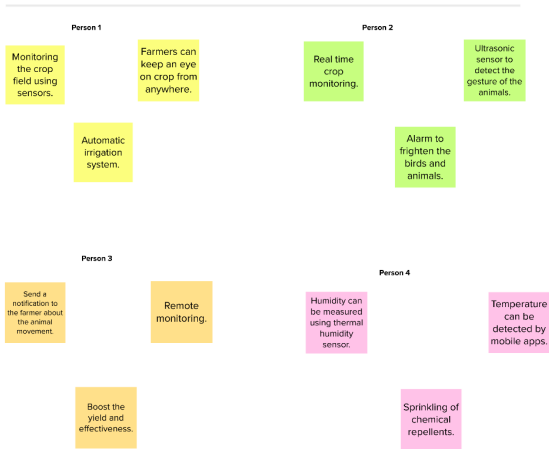 Person 1
Monitoring
the crop
field using
sensors.
Farmers can
keep an eye
on crop from
anywhere.
Automatic
irrigation
system.
Person 2
Real time
crop
monitoring.
Ultrasonic
sensor to
detect the
gesture of the
animals.
Alarm to
frighten the
birds and
animals.
Person 3
Send a
notification to
the farmer about
the animal
movement.
Remote
monitoring.
Boost the
yield and
effectiveness.
Person 4
Humidity can
be measured
using thermal
humidity
sensor.
Temperature
can be
detected by
mobile apps.
Sprinkling of
chemical
repellents.